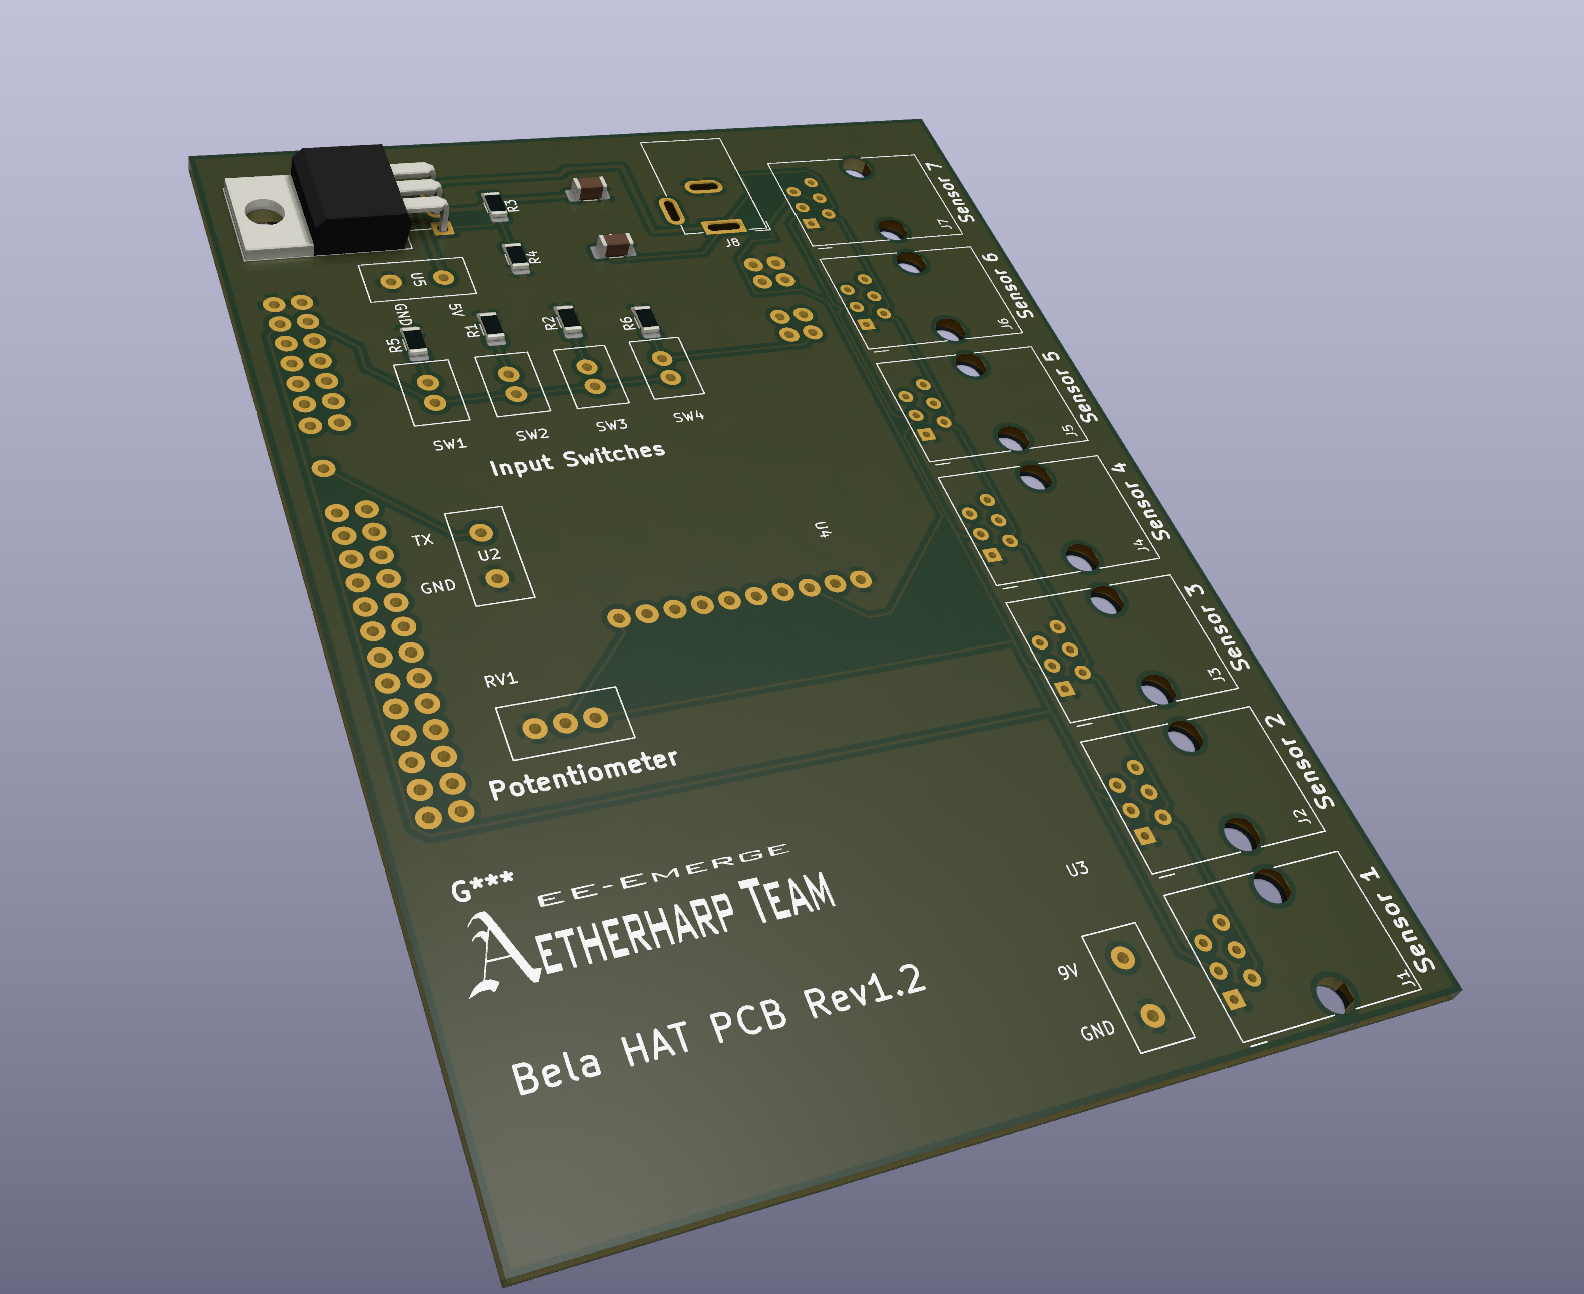 R3
R4
J8
U5
GND
5V
R5
R1
R2
R6
SW1
SW2
SW3
SW4
Input Switches
TX
U2
GND
U4
RV1
Potentiometer
G***
EE-EMERGE
AETHERHARP TEAM
Bela HAT PCB Rev1.2
U3
9V
GND
Sensor 7
J7
Sensor 6
J6
Sensor 5
J5
Sensor 4
J4
Sensor 3
J3
Sensor 2
J2
Sensor 1
J1